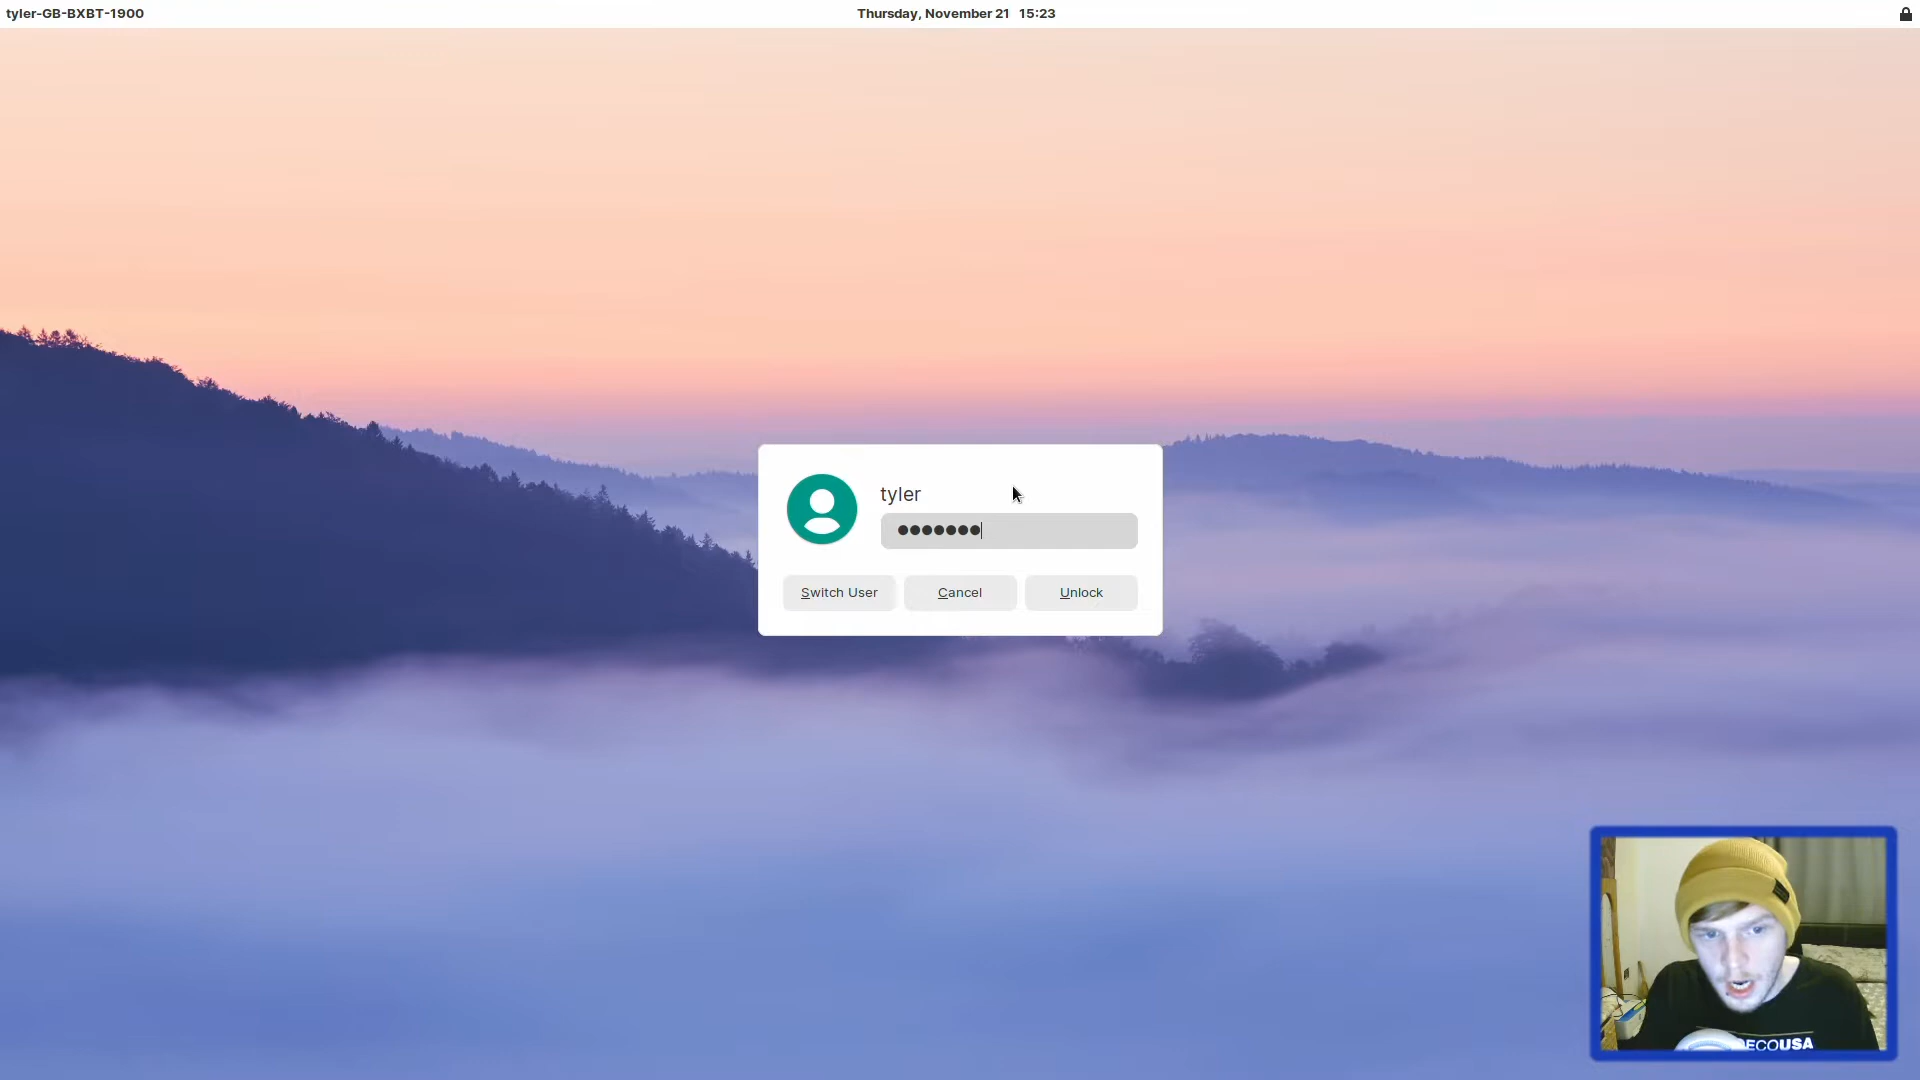 tyler-GB-BXBT-1900
Thursday, November 21 15:23
tyler
●●●●●●●
Switch User
Cancel
Unlock
ECOUSA